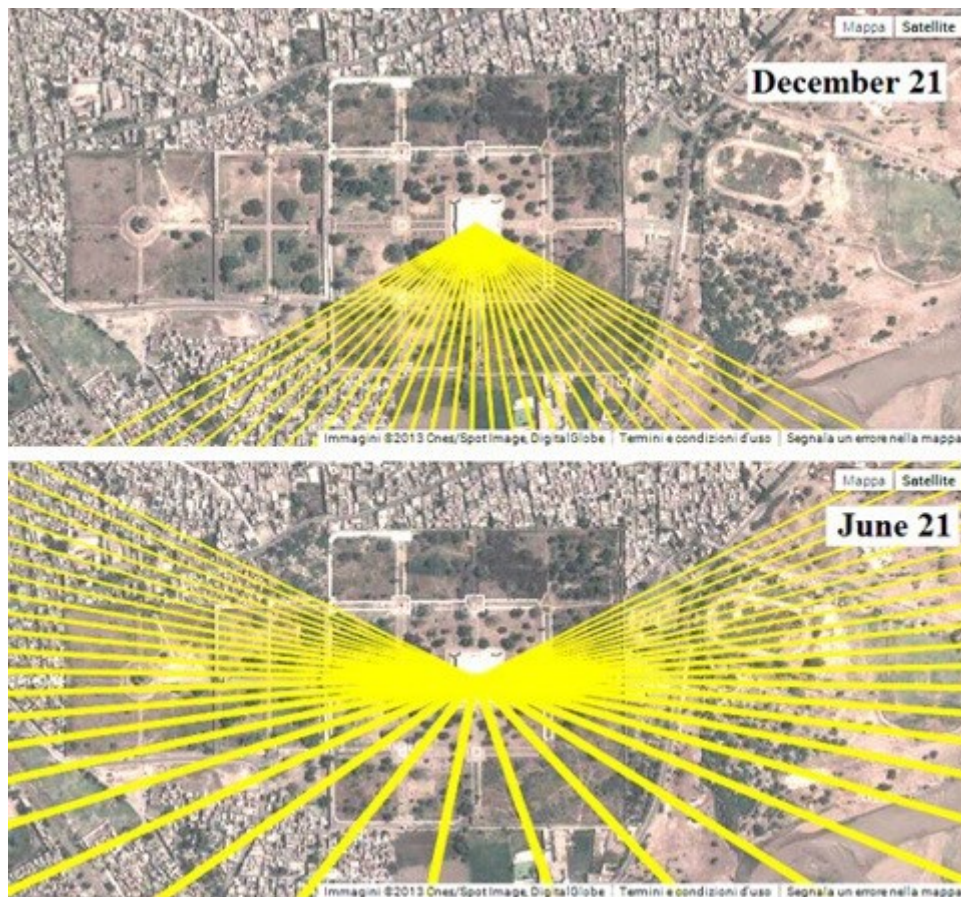 Mappa Satellite
December 21
Immagini ©2013 Cnes/Spot Image, DigitalGlobe Termini e condizioni d'uso Segnala un errore nella mappa
Mappa Satellite
June 21
Immagini ©2013 Cnes/Spot Image, DigitalGlobe Termini e condizioni d'uso Segnala un errore nella mappa